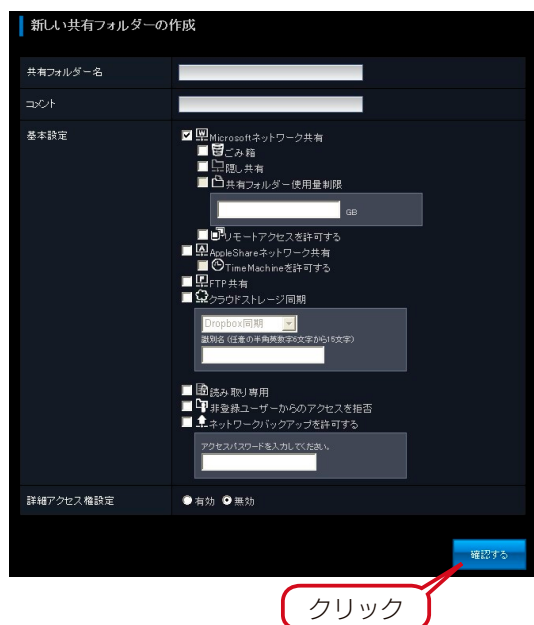 新しい共有フォルダーの作成
共有フォルダー名
コメント
基本設定
Microsoftネットワーク共有
ごみ箱
隠し共有
共有フォルダー使用量制限
GB
リモートアクセスを許可する
AppleShareネットワーク共有
TimeMachineを許可する
FTP共有
クラウドストレージ同期
Dropbox同期
識別名(任意の半角英数字6文字から15文字)
読み取り専用
非登録ユーザーからのアクセスを拒否
ネットワークバックアップを許可する
アクセスパスワードを入力してください。
詳細アクセス権設定
有効 無効
確認する
クリック